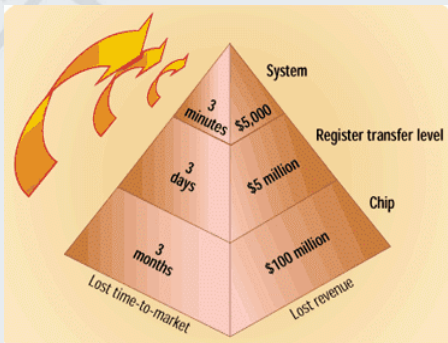 System
3
minutes
$5,000
Register transfer level
3
days
$5 million
Chip
3
months
$100 million
Lost time-to-market
Lost revenue